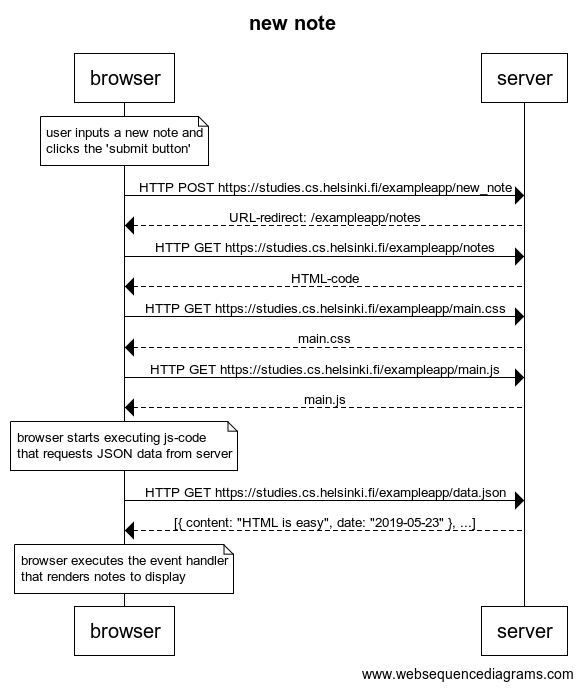 new note
browser
server
user inputs a new note and
clicks the 'submit button'
HTTP POST https://studies.cs.helsinki.fi/exampleapp/new_note
URL-redirect: /exampleapp/notes
HTTP GET https://studies.cs.helsinki.fi/exampleapp/notes
HTML-code
HTTP GET https://studies.cs.helsinki.fi/exampleapp/main.css
main.css
HTTP GET https://studies.cs.helsinki.fi/exampleapp/main.js
main.js
browser starts executing js-code
that requests JSON data from server
HTTP GET https://studies.cs.helsinki.fi/exampleapp/data.json
[{ content: "HTML is easy", date: "2019-05-23" }, ...]
browser executes the event handler
that renders notes to display
browser
server
www.websequencediagrams.com